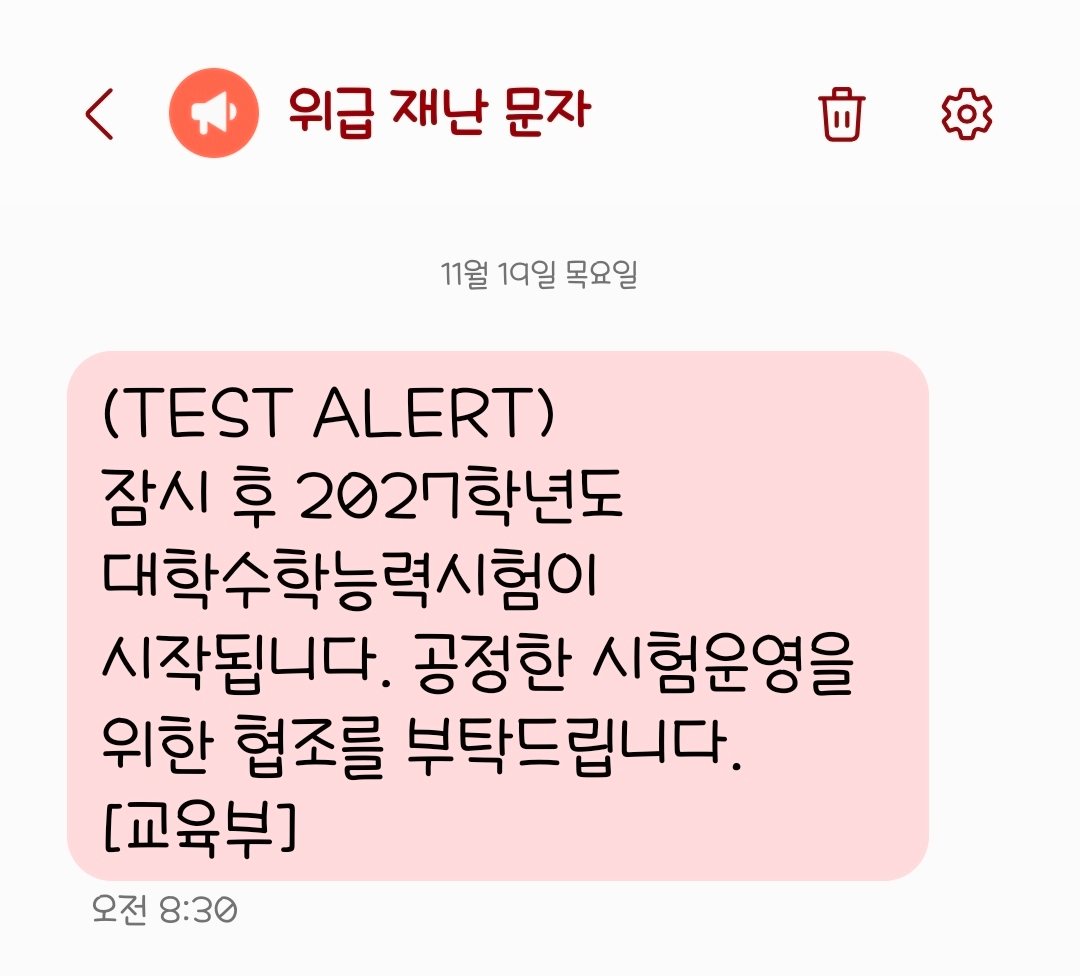 위급 재난 문자
11월 19일 목요일
(TEST ALERT)
잠시 후 2027학년도
대학수학능력시험이
시작됩니다. 공정한 시험운영을
위한 협조를 부탁드립니다.
[교육부]
오전 8:30